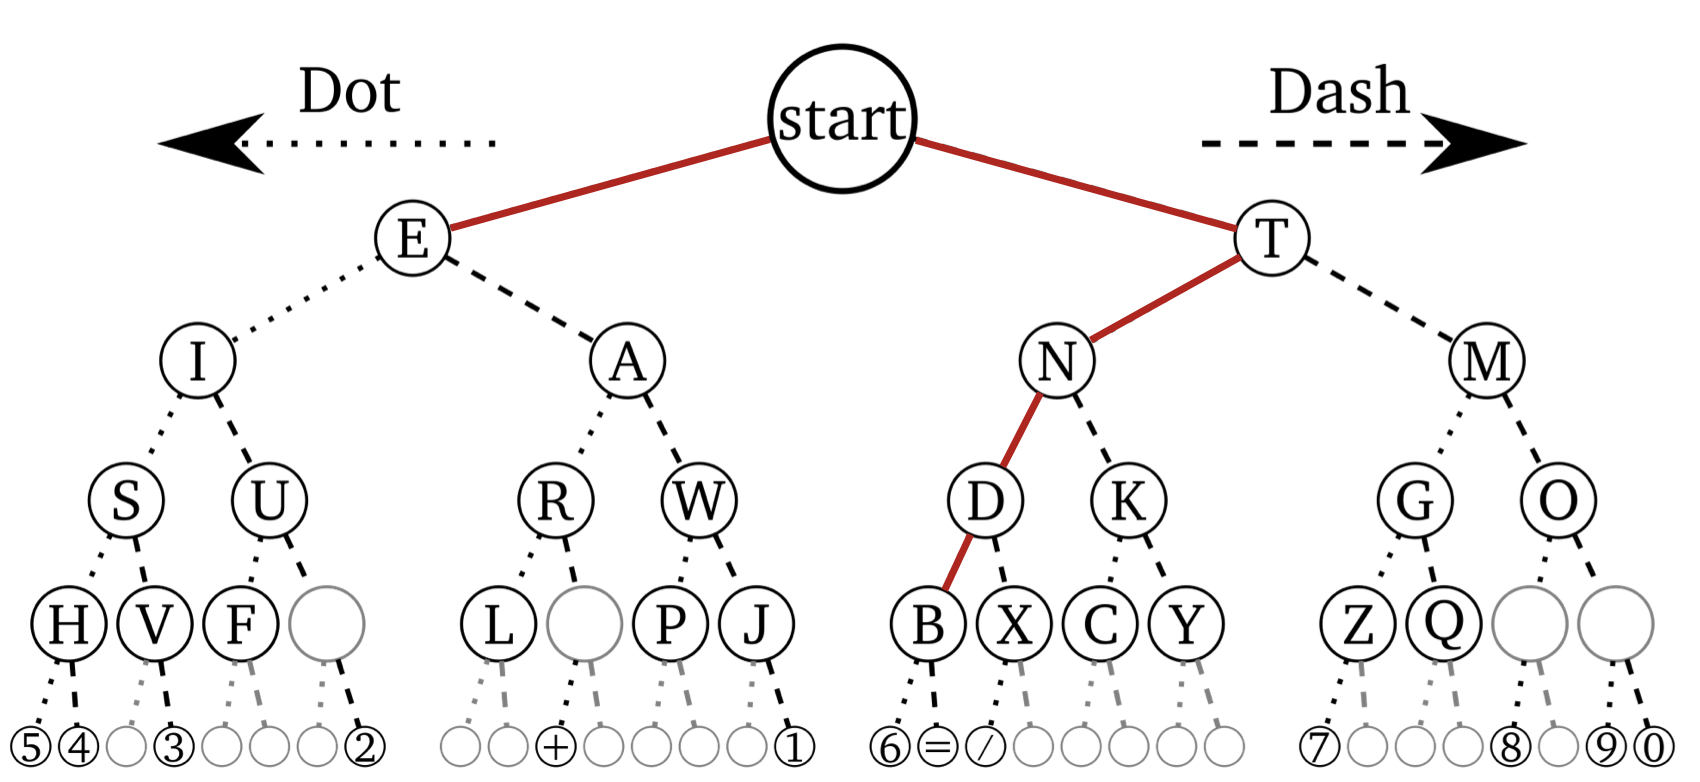 Dot
Dash
start
E T
I A N M
S U R W D K G O
H V F L P J B X C Y Z Q
5 4 3 2 + 1 6 = / 7 8 9 0